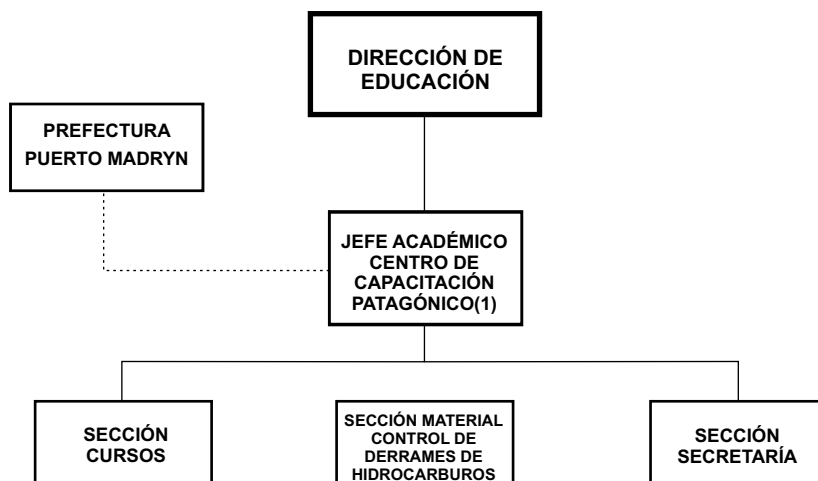 DIRECCIÓN DE
EDUCACIÓN
PREFECTURA
PUERTO MADRYN
JEFE ACADÉMICO
CENTRO DE
CAPACITACIÓN
PATAGÓNICO(1)
SECCIÓN
CURSOS
SECCIÓN MATERIAL
CONTROL DE
DERRAMES DE
HIDROCARBUROS
SECCIÓN
SECRETARÍA